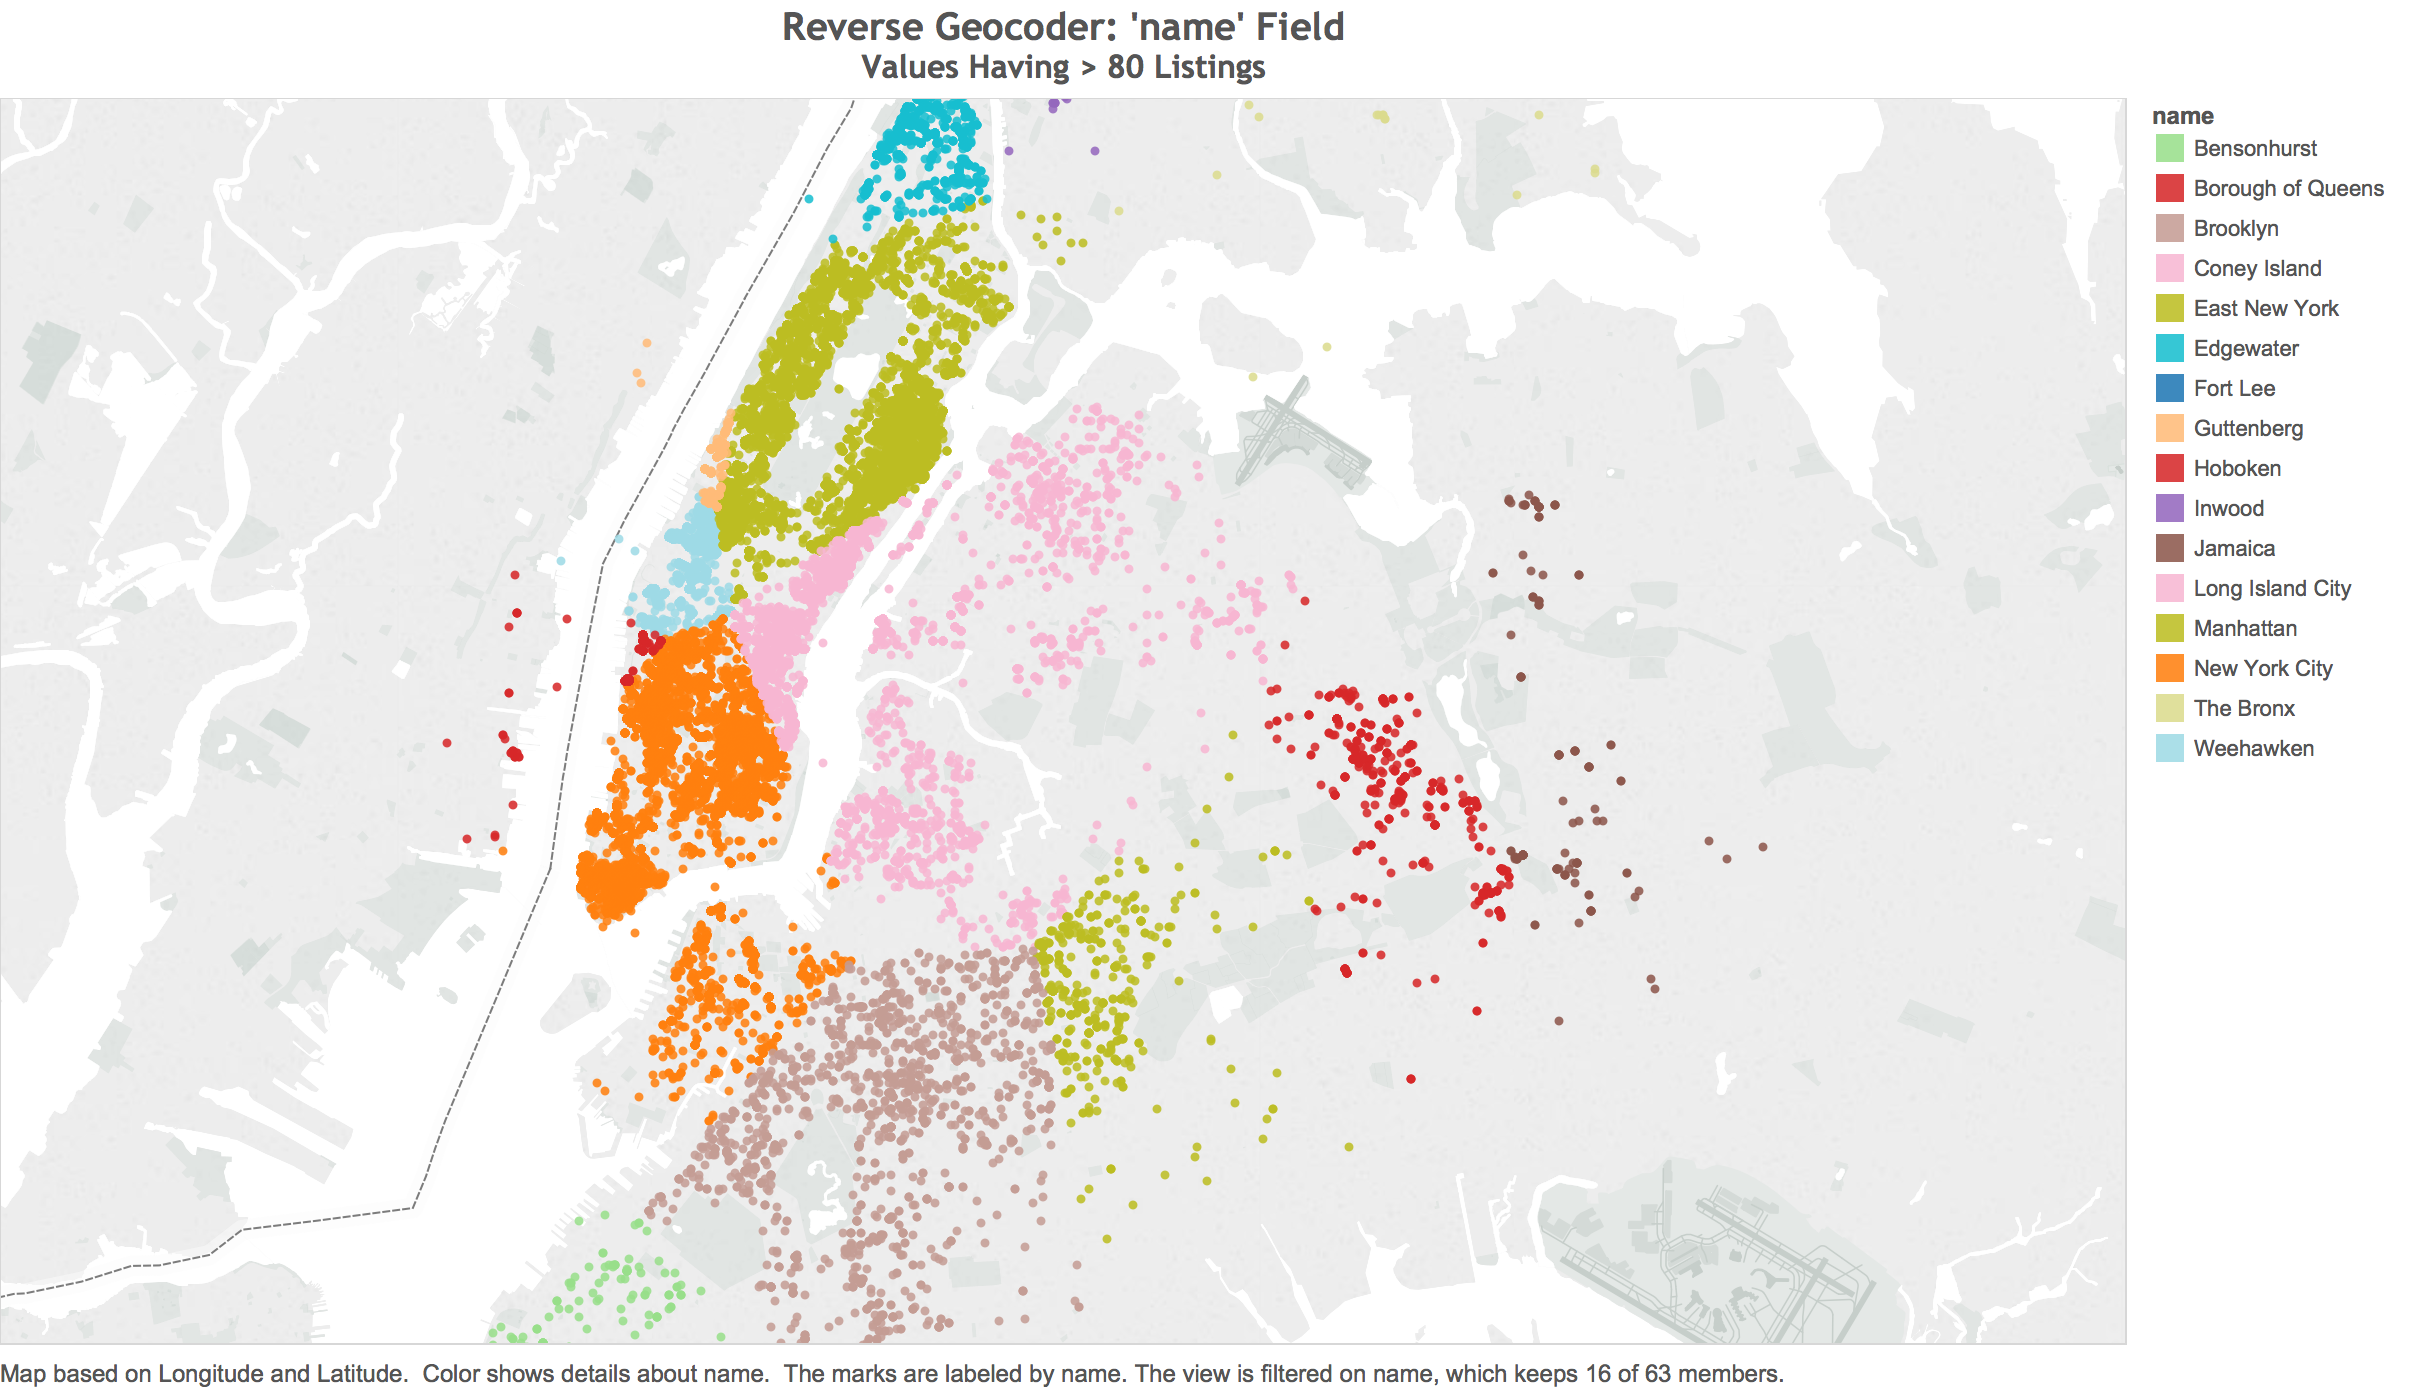 Reverse Geocoder: 'name' Field
Values Having > 80 Listings
name
Bensonhurst
Borough of Queens
Brooklyn
Coney Island
East New York
Edgewater
Fort Lee
Guttenberg
Hoboken
Inwood
Jamaica
Long Island City
Manhattan
New York City
The Bronx
Weehawken
Map based on Longitude and Latitude.  Color shows details about name.  The marks are labeled by name. The view is filtered on name, which keeps 16 of 63 members.